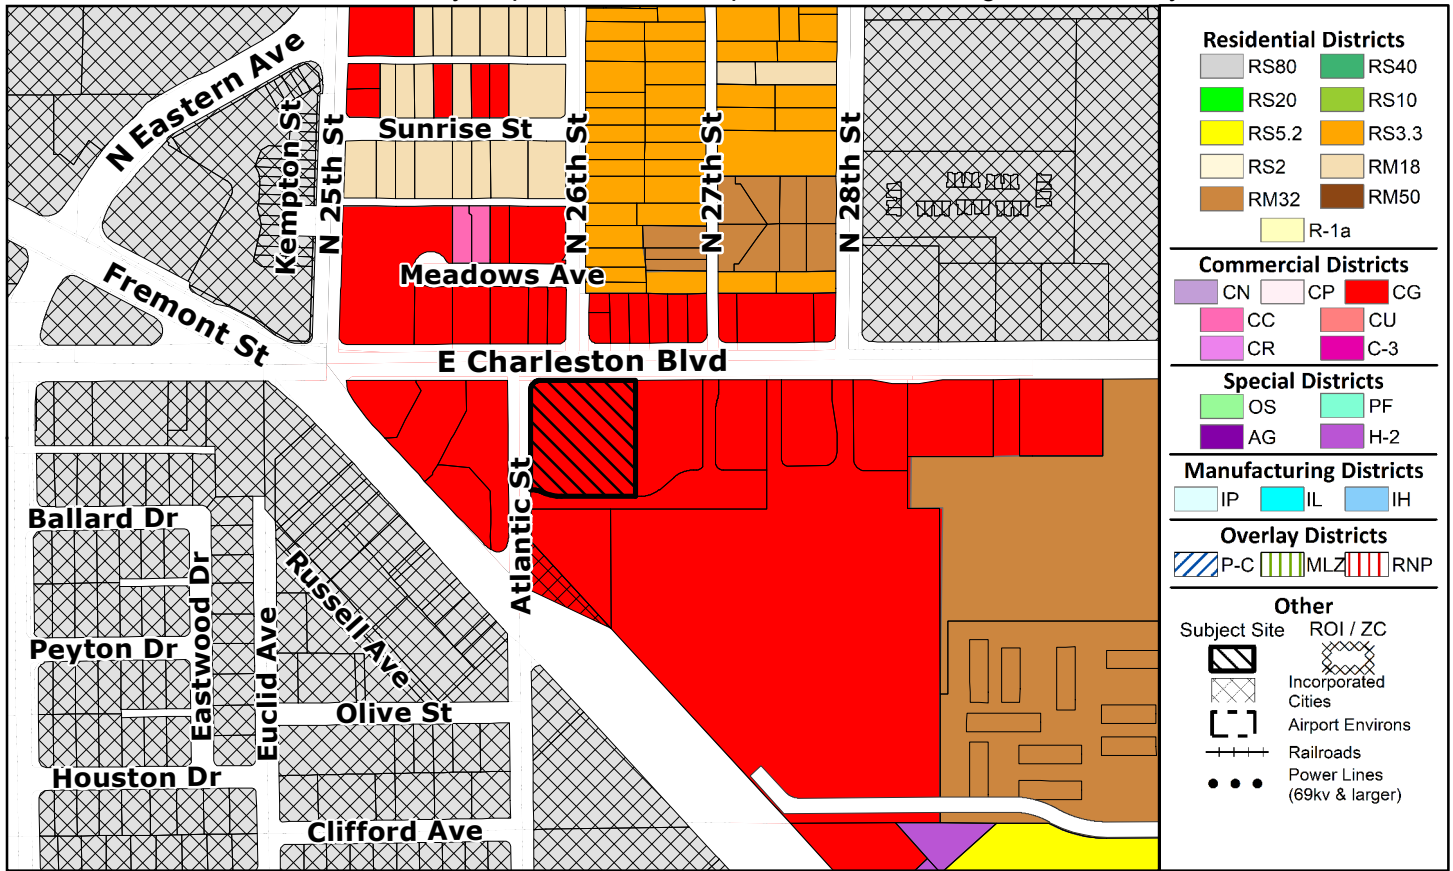 N Eastern Ave
Kempton St
N 25th St
Sunrise St
N 26th St
N 27th St
N 28th St
Meadows Ave
Fremont St
E Charleston Blvd
Atlantic St
Ballard Dr
Eastwood Dr
Russell Ave
Peyton Dr
Euclid Ave
Olive St
Houston Dr
Clifford Ave
Residential Districts
RS80 RS40
RS20 RS10
RS5.2 RS3.3
RS2 RM18
RM32 RM50
R-1a
Commercial Districts
CN CP CG
CC CU
CR C-3
Special Districts
OS PF
AG H-2
Manufacturing Districts
IP IL IH
Overlay Districts
P-C MLZ RNP
Other
Subject Site ROI / ZC
Incorporated
Cities
Airport Environs
Railroads
Power Lines
(69kv & larger)